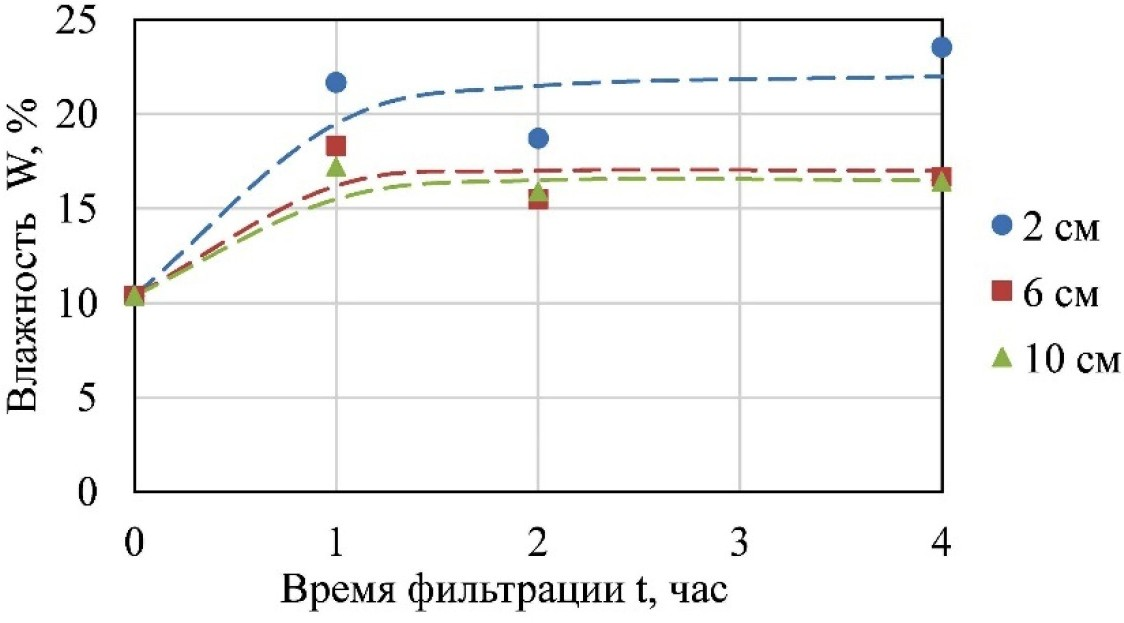 25
20
15
10
5
0
Влажность W, %
0 1 2 3 4
Время фильтрации t, час
2 см
6 см
10 см